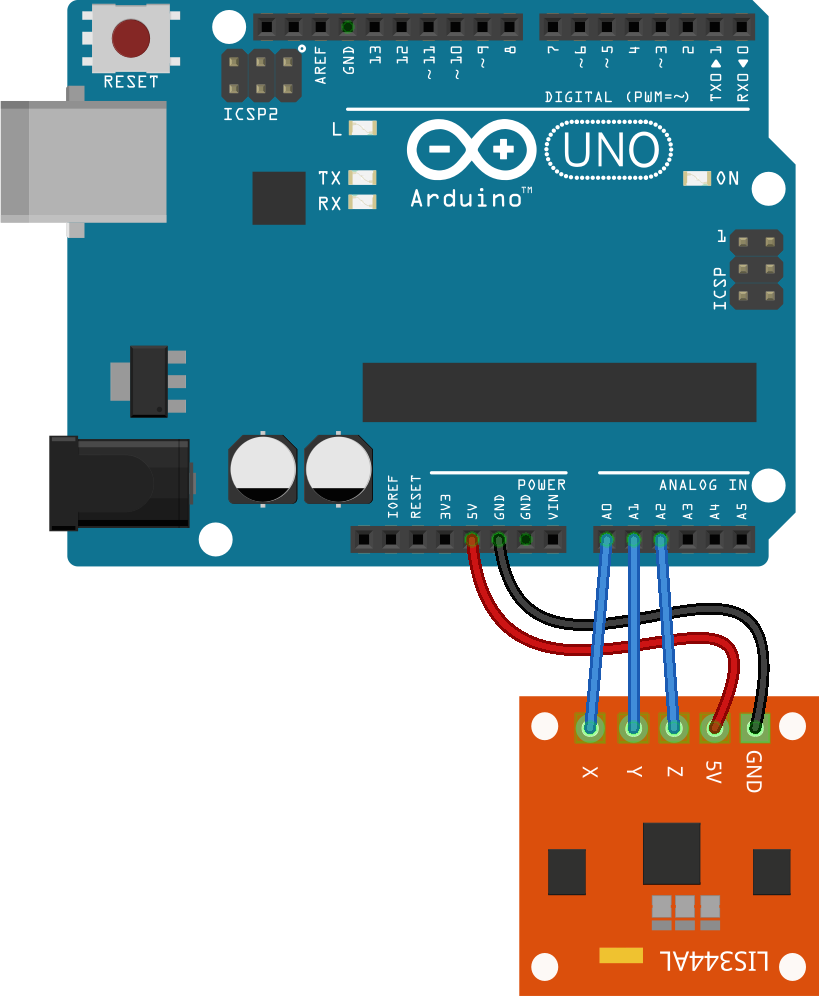 RESET
ICSP2
AREF
GND
13
12
~11
~10
~9
8
7
~6
~5
4
~3
2
TX0▶1
RX0◀0
DIGITAL (PWM=~)
L
TX
RX
Arduino™
UNO
ON
1
ICSP
POWER
ANALOG IN
IOREF
RESET
3V3
5V
GND
GND
VIN
A0
A1
A2
A3
A4
A5
X
Y
Z
5V
GND
LIS344AL